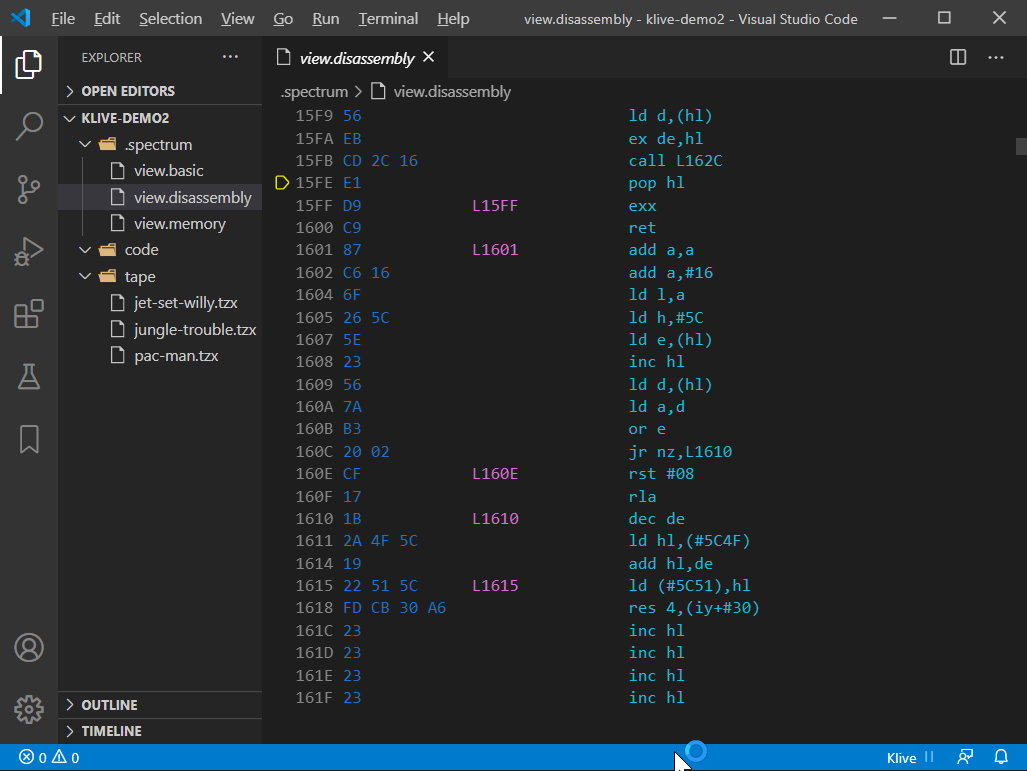 File Edit Selection View Go Run Terminal Help view.disassembly - klive-demo2 - Visual Studio Code
EXPLORER
OPEN EDITORS
KLIVE-DEMO2
.spectrum
view.basic
view.disassembly
view.memory
code
tape
jet-set-willy.tzx
jungle-trouble.tzx
pac-man.tzx
OUTLINE
TIMELINE
view.disassembly
.spectrum > view.disassembly
15F9 56 ld d,(hl)
15FA EB ex de,hl
15FB CD 2C 16 call L162C
15FE E1 pop hl
15FF D9 L15FF exx
1600 C9 ret
1601 87 L1601 add a,a
1602 C6 16 add a,#16
1604 6F ld l,a
1605 26 5C ld h,#5C
1607 5E ld e,(hl)
1608 23 inc hl
1609 56 ld d,(hl)
160A 7A ld a,d
160B B3 or e
160C 20 02 jr nz,L1610
160E CF L160E rst #08
160F 17 rla
1610 1B L1610 dec de
1611 2A 4F 5C ld hl,(#5C4F)
1614 19 add hl,de
1615 22 51 5C L1615 ld (#5C51),hl
1618 FD CB 30 A6 res 4,(iy+#30)
161C 23 inc hl
161D 23 inc hl
161E 23 inc hl
161F 23 inc hl
0 0 Klive